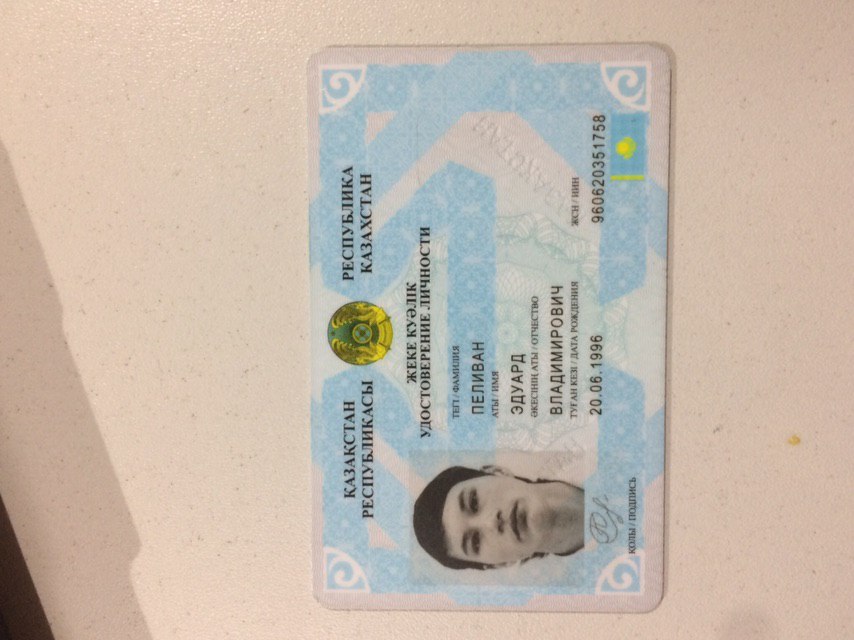 ҚАЗАҚСТАН
РЕСПУБЛИКАСЫ
РЕСПУБЛИКА
КАЗАХСТАН
ЖЕКЕ КУӘЛІК
УДОСТОВЕРЕНИЕ ЛИЧНОСТИ
ТЕГІ / ФАМИЛИЯ
ПЕЛИВАН
АТЫ / ИМЯ
ЭДУАРД
ӘКЕСІНІҢ АТЫ / ОТЧЕСТВО
ВЛАДИМИРОВИЧ
ТУҒАН КЕЗІ / ДАТА РОЖДЕНИЯ
20.06.1996
ЖСН / ИИН
960620351758
ҚОЛЫ / ПОДПИСЬ